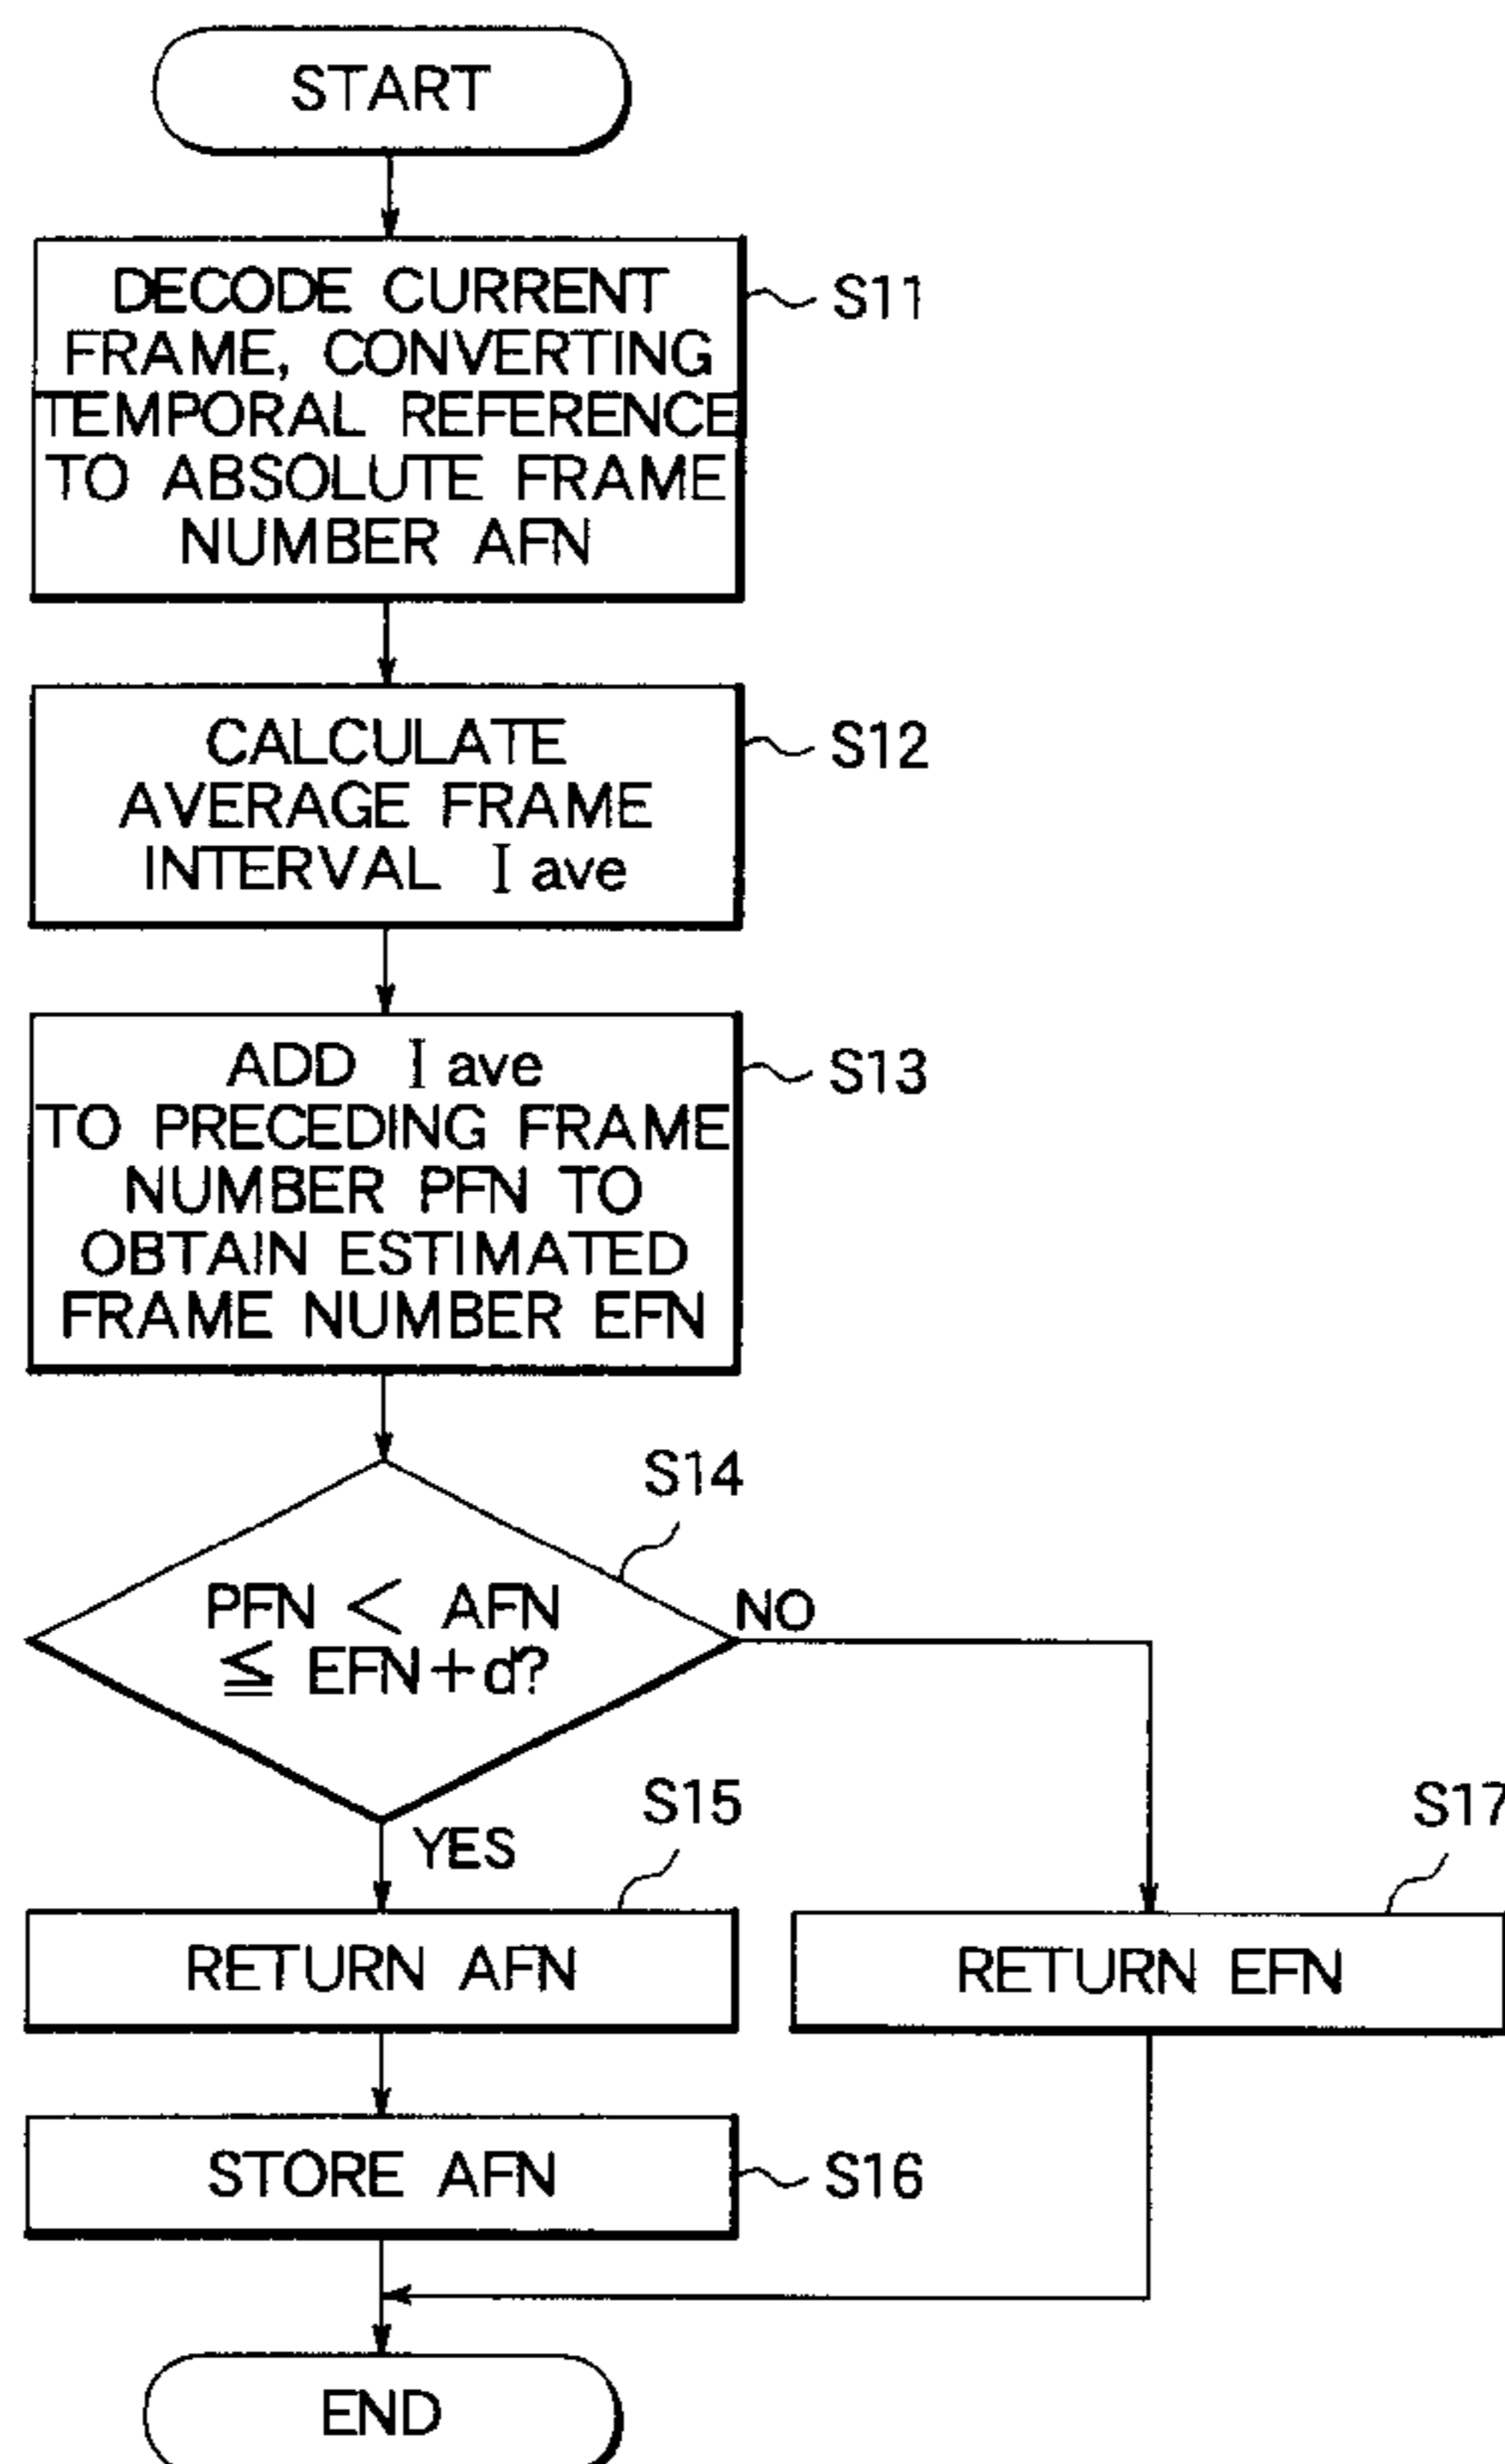 START
DECODE CURRENT
FRAME, CONVERTING
TEMPORAL REFERENCE
TO ABSOLUTE FRAME
NUMBER AFN
S11
CALCULATE
AVERAGE FRAME
INTERVAL I ave
S12
ADD I ave
TO PRECEDING FRAME
NUMBER PFN TO
OBTAIN ESTIMATED
FRAME NUMBER EFN
S13
S14
PFN < AFN
≦ EFN+d?
NO
YES
S15
RETURN AFN
S17
RETURN EFN
STORE AFN
S16
END